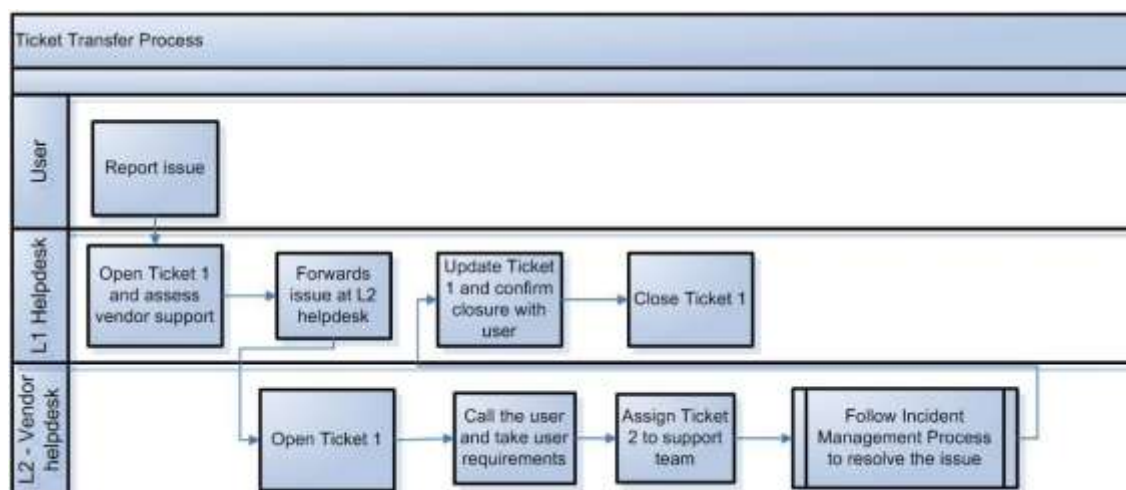 Ticket Transfer Process
User
Report issue
L1 Helpdesk
Open Ticket 1
and assess
vendor support
Forwards
issue at L2
helpdesk
Update Ticket
1 and confirm
closure with
user
Close Ticket 1
L2 - Vendor
helpdesk
Open Ticket 1
Call the user
and take user
requirements
Assign Ticket
2 to support
team
Follow Incident
Management Process
to resolve the issue